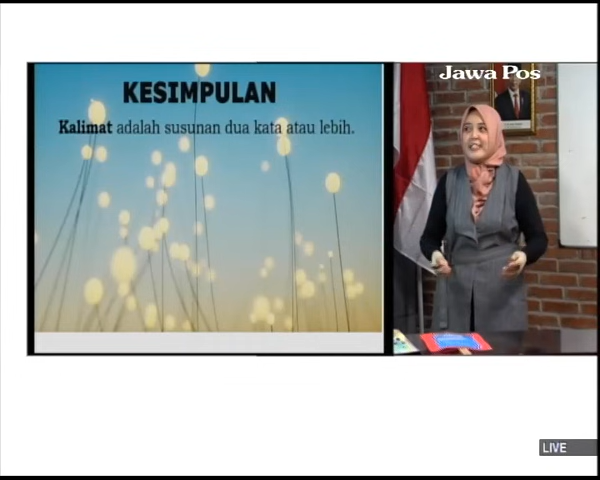 KESIMPULAN
Kalimat adalah susunan dua kata atau lebih.
Jawa Pos
LIVE